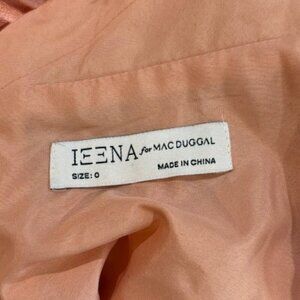 IEENA for MAC DUGGAL
SIZE: 0
MADE IN CHINA